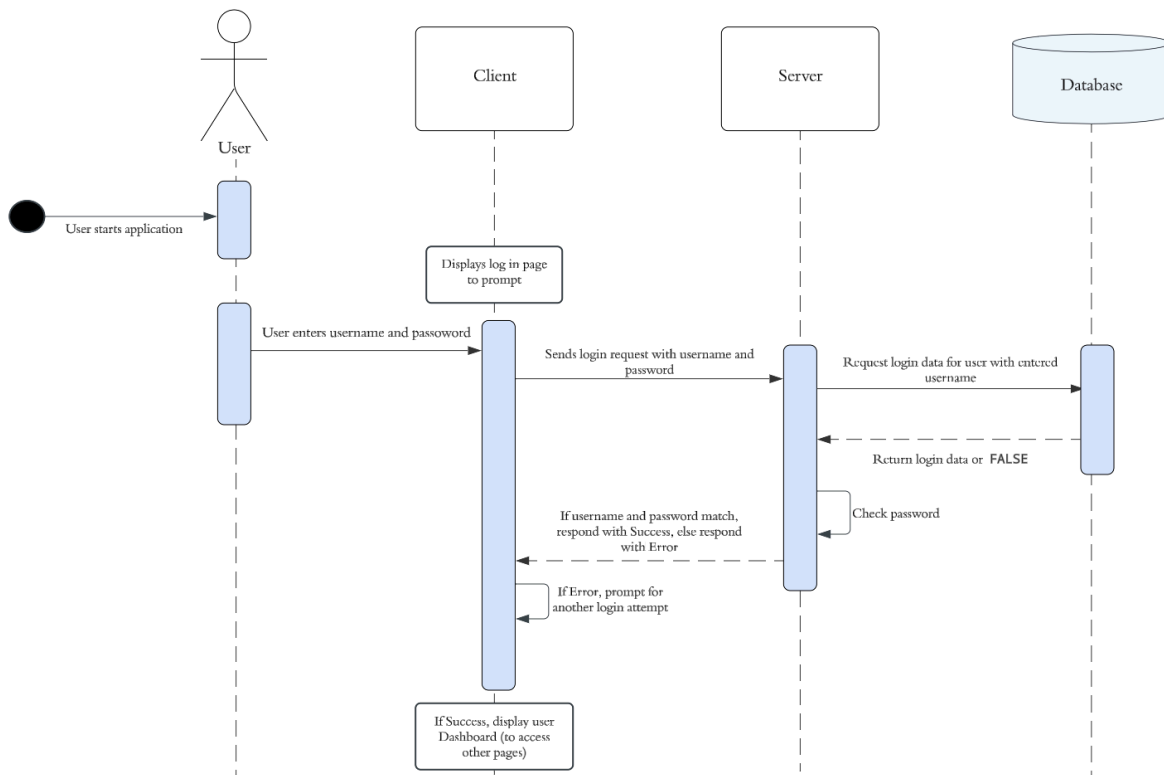 Client
Server
Database
User
User starts application
Displays log in page
to prompt
User enters username and passoword
Sends login request with username and
password
Request login data for user with entered
username
Return login data or FALSE
Check password
If username and password match,
respond with Success, else respond
with Error
If Error, prompt for
another login attempt
If Success, display user
Dashboard (to access
other pages)